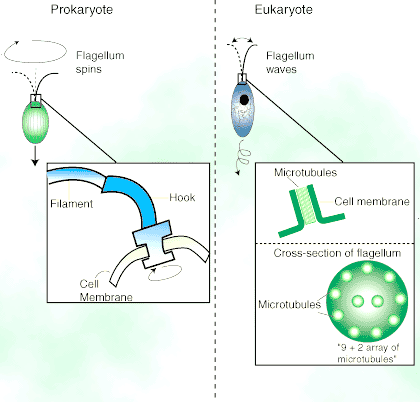 Prokaryote
Flagellum
spins
Filament
Hook
Cell
Membrane
Eukaryote
Flagellum
waves
Microtubules
Cell membrane
Cross-section of flagellum
Microtubules
"9 + 2 array of
microtubules"